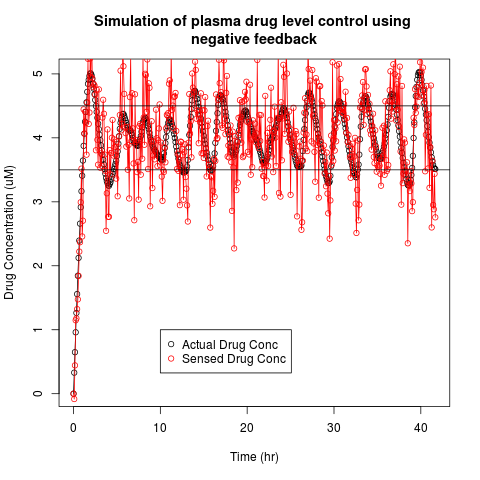 Simulation of plasma drug level control using
negative feedback
Drug Concentration (uM)
5
4
3
2
1
0
Actual Drug Conc
Sensed Drug Conc
0 10 20 30 40
Time (hr)